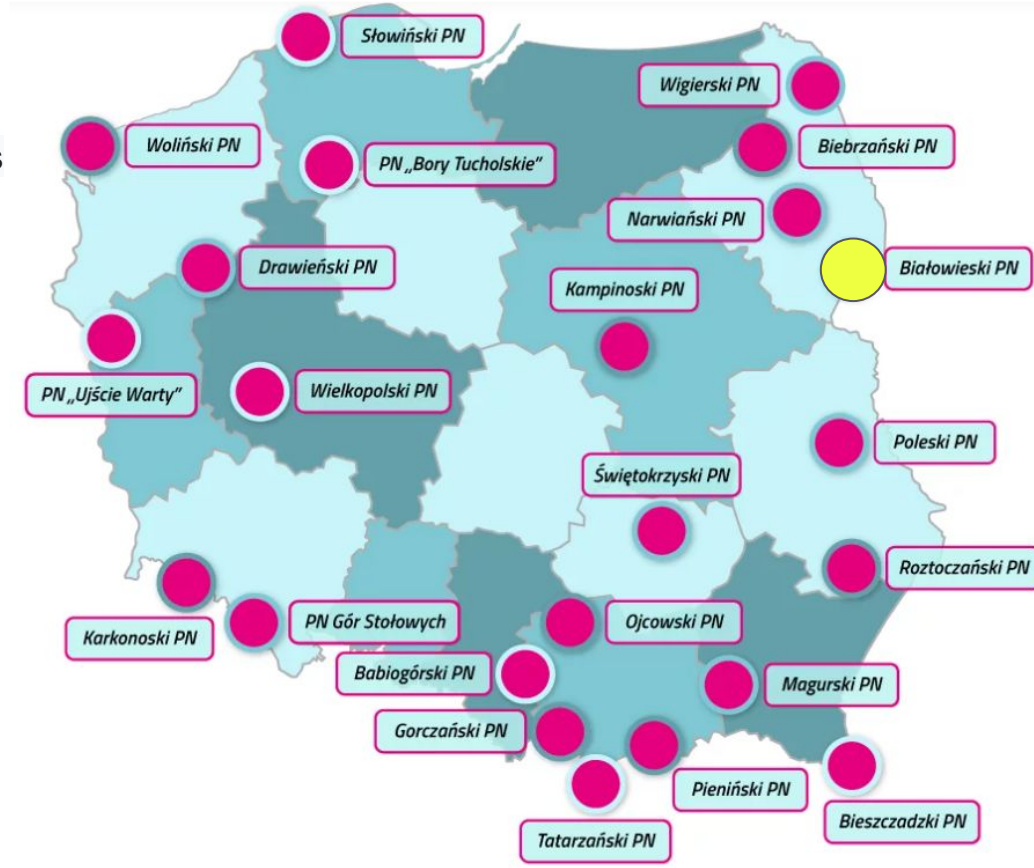 Słowiński PN
Wigierski PN
Woliński PN
Biebrzański PN
PN „Bory Tucholskie”
Narwiański PN
Drawieński PN
Białowieski PN
Kampinoski PN
PN „Ujście Warty”
Wielkopolski PN
Poleski PN
Świętokrzyski PN
Roztoczański PN
Karkonoski PN
PN Gór Stołowych
Ojcowski PN
Babiogórski PN
Magurski PN
Gorczański PN
Pieniński PN
Bieszczadzki PN
Tatarzański PN